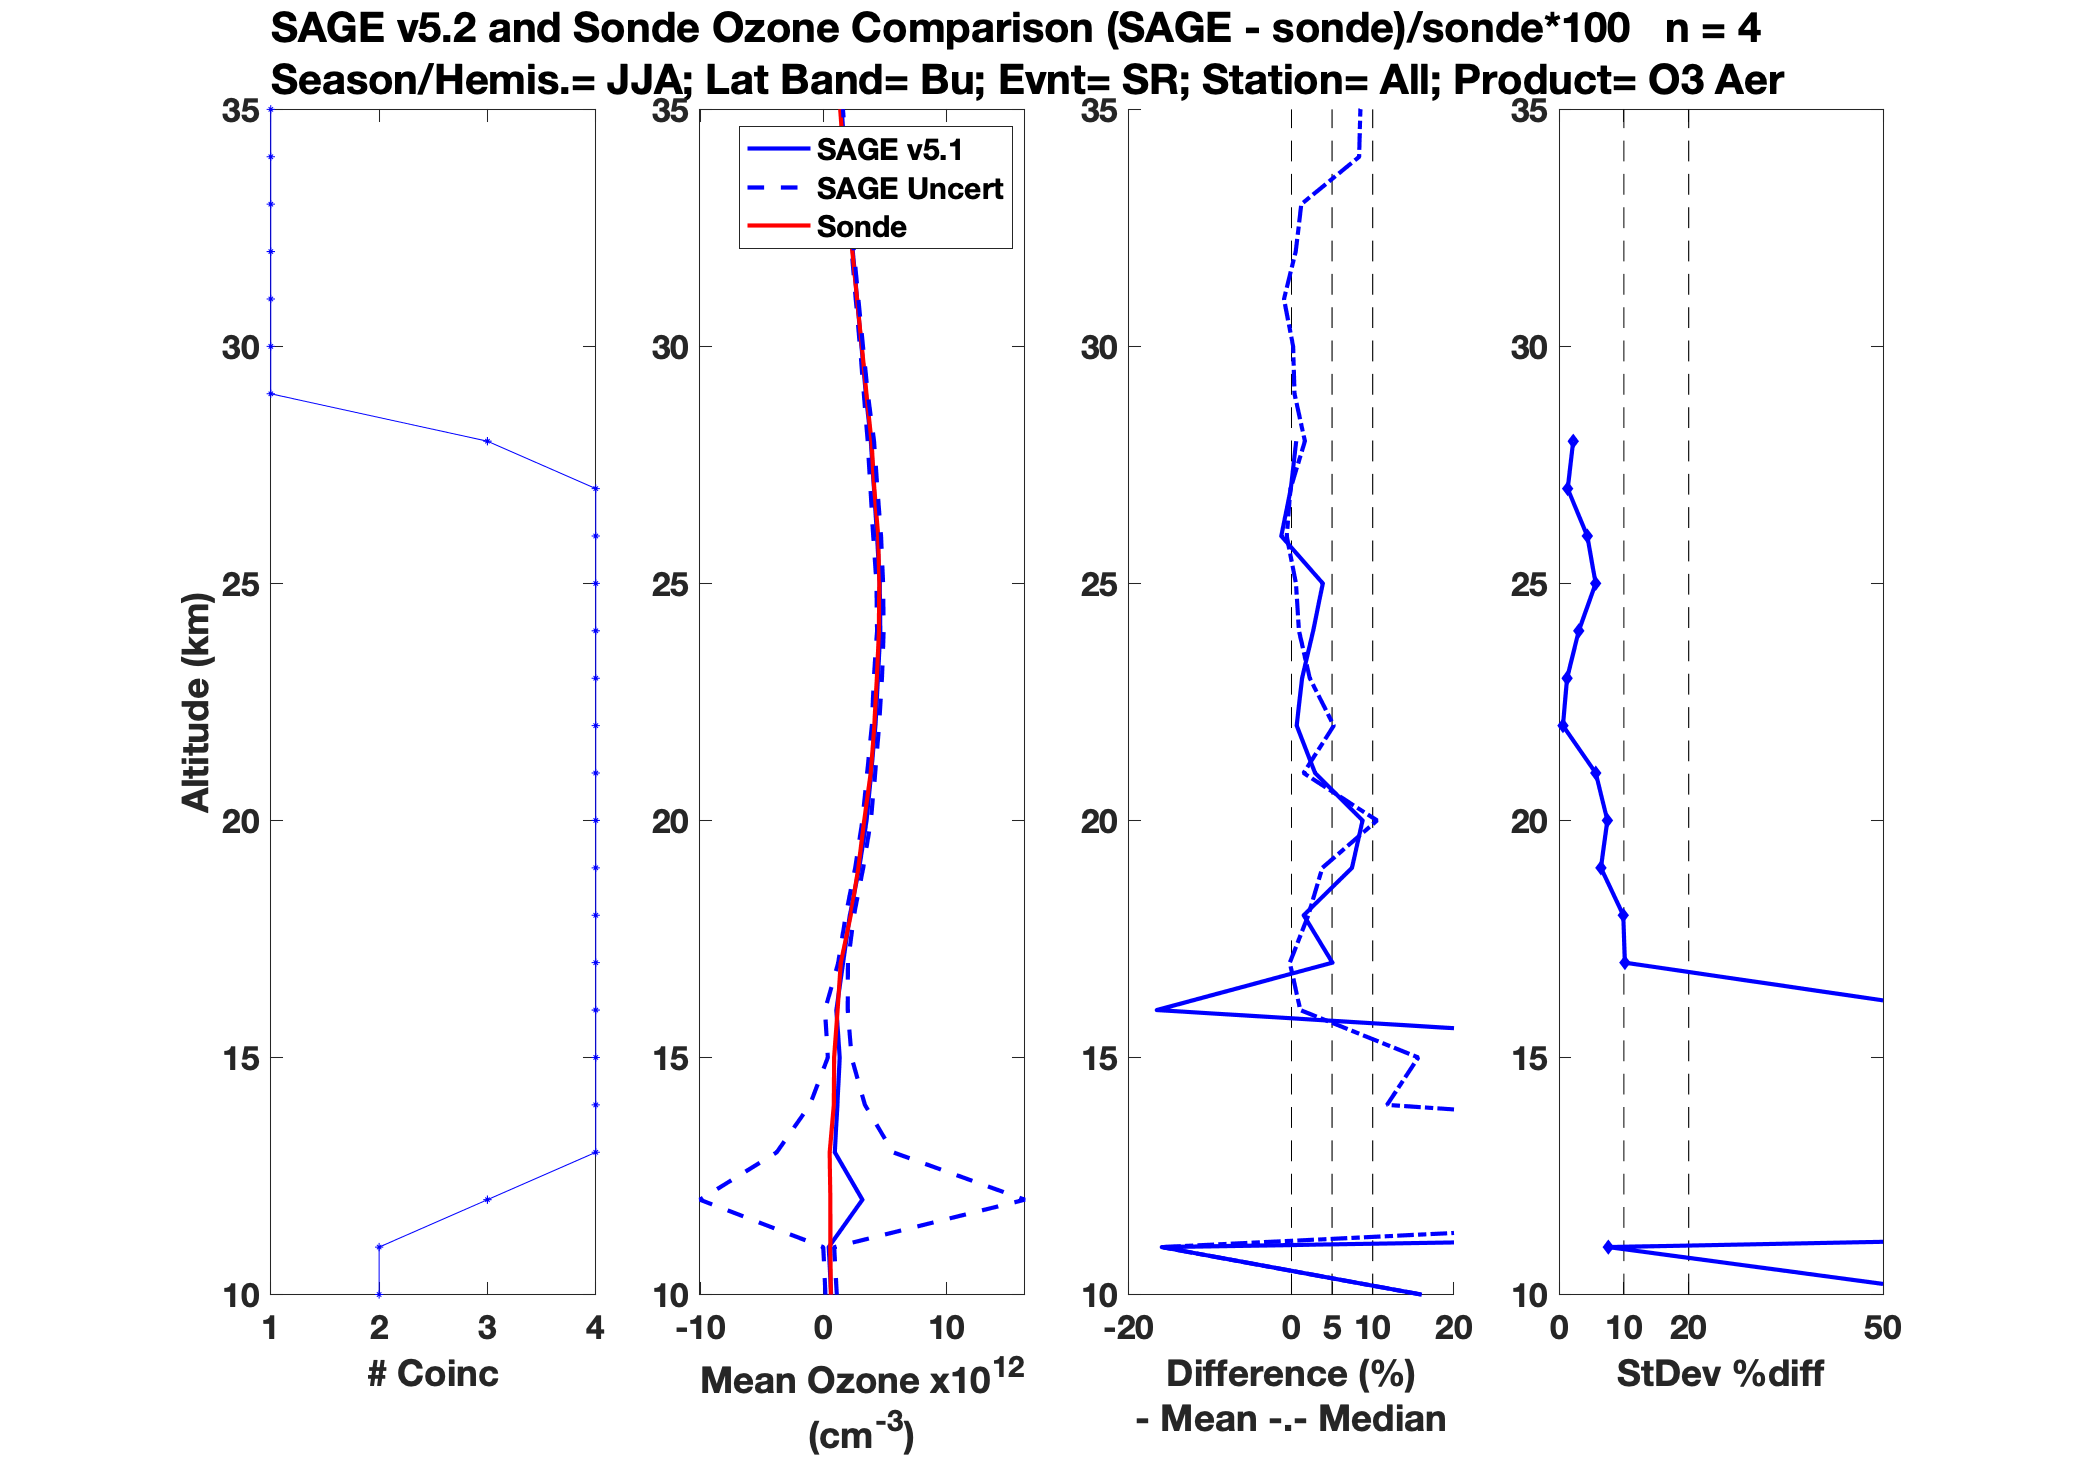 SAGE v5.2 and Sonde Ozone Comparison (SAGE - sonde)/sonde*100 n = 4
Season/Hemis.= JJA; Lat Band= Bu; Evnt= SR; Station= All; Product= O3 Aer
35
30
25
20
15
10
1 2 3 4
Altitude (km)
# Coinc
35
30
25
20
15
10
-10 0 10
SAGE v5.1
SAGE Uncert
Sonde
Mean Ozone x10^12
(cm^-3)
35
30
25
20
15
10
-20 0 5 10 20
Difference (%)
- Mean -.- Median
35
30
25
20
15
10
0 10 20 50
StDev %diff